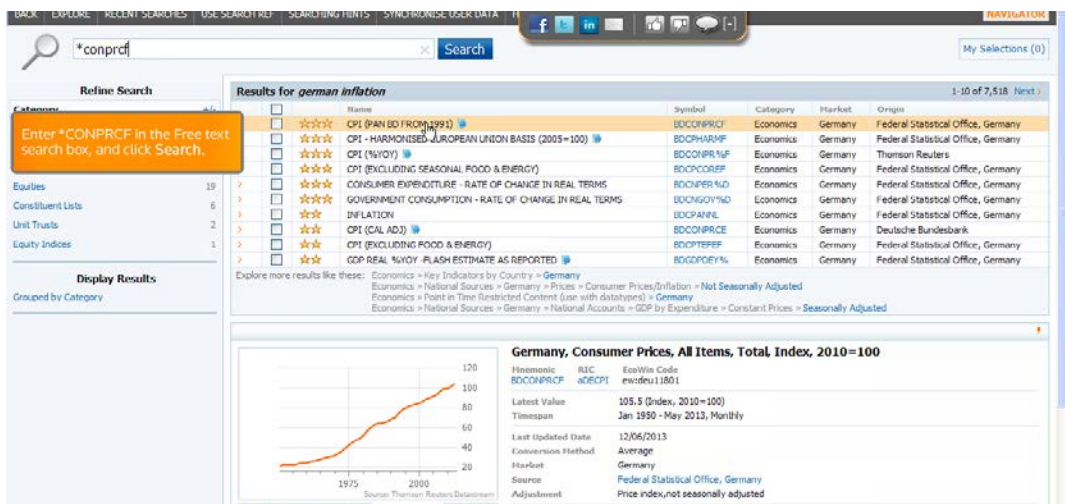 BACK EXPLORE RECENT SEARCHES USE SEARCH REF SEARCHING HINTS SYNCHRONISE USER DATA
[-]
NAVIGATOR
*conprcf × Search My Selections (0)
Refine Search
Category +/-
Enter *CONPRCF in the Free text
search box, and click Search.
Equities 19
Constituent Lists 6
Unit Trusts 2
Equity Indices 1
Display Results
Grouped by Category
Results for german inflation 1-10 of 7,518 Next >
Name Symbol Category Market Origin
CPI (PAN BD FROM 1991) BDCONPRCF Economics Germany Federal Statistical Office, Germany
CPI - HARMONISED EUROPEAN UNION BASIS (2005=100) BDCPHARMF Economics Germany Federal Statistical Office, Germany
CPI (%YOY) BDCONPR%F Economics Germany Thomson Reuters
CPI (EXCLUDING SEASONAL FOOD & ENERGY) BDCPCOREF Economics Germany Federal Statistical Office, Germany
CONSUMER EXPENDITURE - RATE OF CHANGE IN REAL TERMS BDCNPER%D Economics Germany Federal Statistical Office, Germany
GOVERNMENT CONSUMPTION - RATE OF CHANGE IN REAL TERMS BDCNGOV%D Economics Germany Federal Statistical Office, Germany
INFLATION BDCPANNL Economics Germany Federal Statistical Office, Germany
CPI (CAL ADJ) BDCONPRCE Economics Germany Deutsche Bundesbank
CPI (EXCLUDING FOOD & ENERGY) BDCPTEFEF Economics Germany Federal Statistical Office, Germany
GDP REAL %YOY -FLASH ESTIMATE AS REPORTED BDGDPOEY% Economics Germany Federal Statistical Office, Germany
Explore more results like these: Economics » Key Indicators by Country » Germany
Economics » National Sources » Germany » Prices » Consumer Prices/Inflation » Not Seasonally Adjusted
Economics » Point in Time Restricted Content (use with datatypes) » Germany
Economics » National Sources » Germany » National Accounts » GDP by Expenditure » Constant Prices » Seasonally Adjusted
120
100
80
60
40
20
1975 2000
Source: Thomson Reuters Datastream
Germany, Consumer Prices, All Items, Total, Index, 2010=100
Mnemonic RIC EcoWin Code
BDCONPRCF aDECPI ew:deu11801
Latest Value 105.5 (Index, 2010=100)
Timespan Jan 1950 - May 2013, Monthly
Last Updated Date 12/06/2013
Conversion Method Average
Market Germany
Source Federal Statistical Office, Germany
Adjustment Price index,not seasonally adjusted